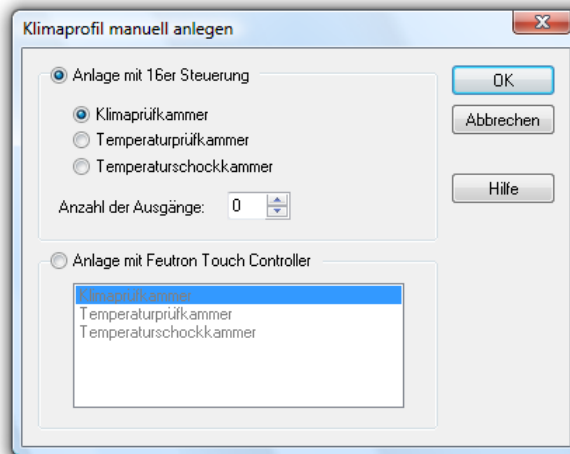 Klimaprofil manuell anlegen
Anlage mit 16er Steuerung
Klimaprüfkammer
Temperaturprüfkammer
Temperaturschockkammer
Anzahl der Ausgänge: 0
OK
Abbrechen
Hilfe
Anlage mit Feutron Touch Controller
Klimaprüfkammer
Temperaturprüfkammer
Temperaturschockkammer